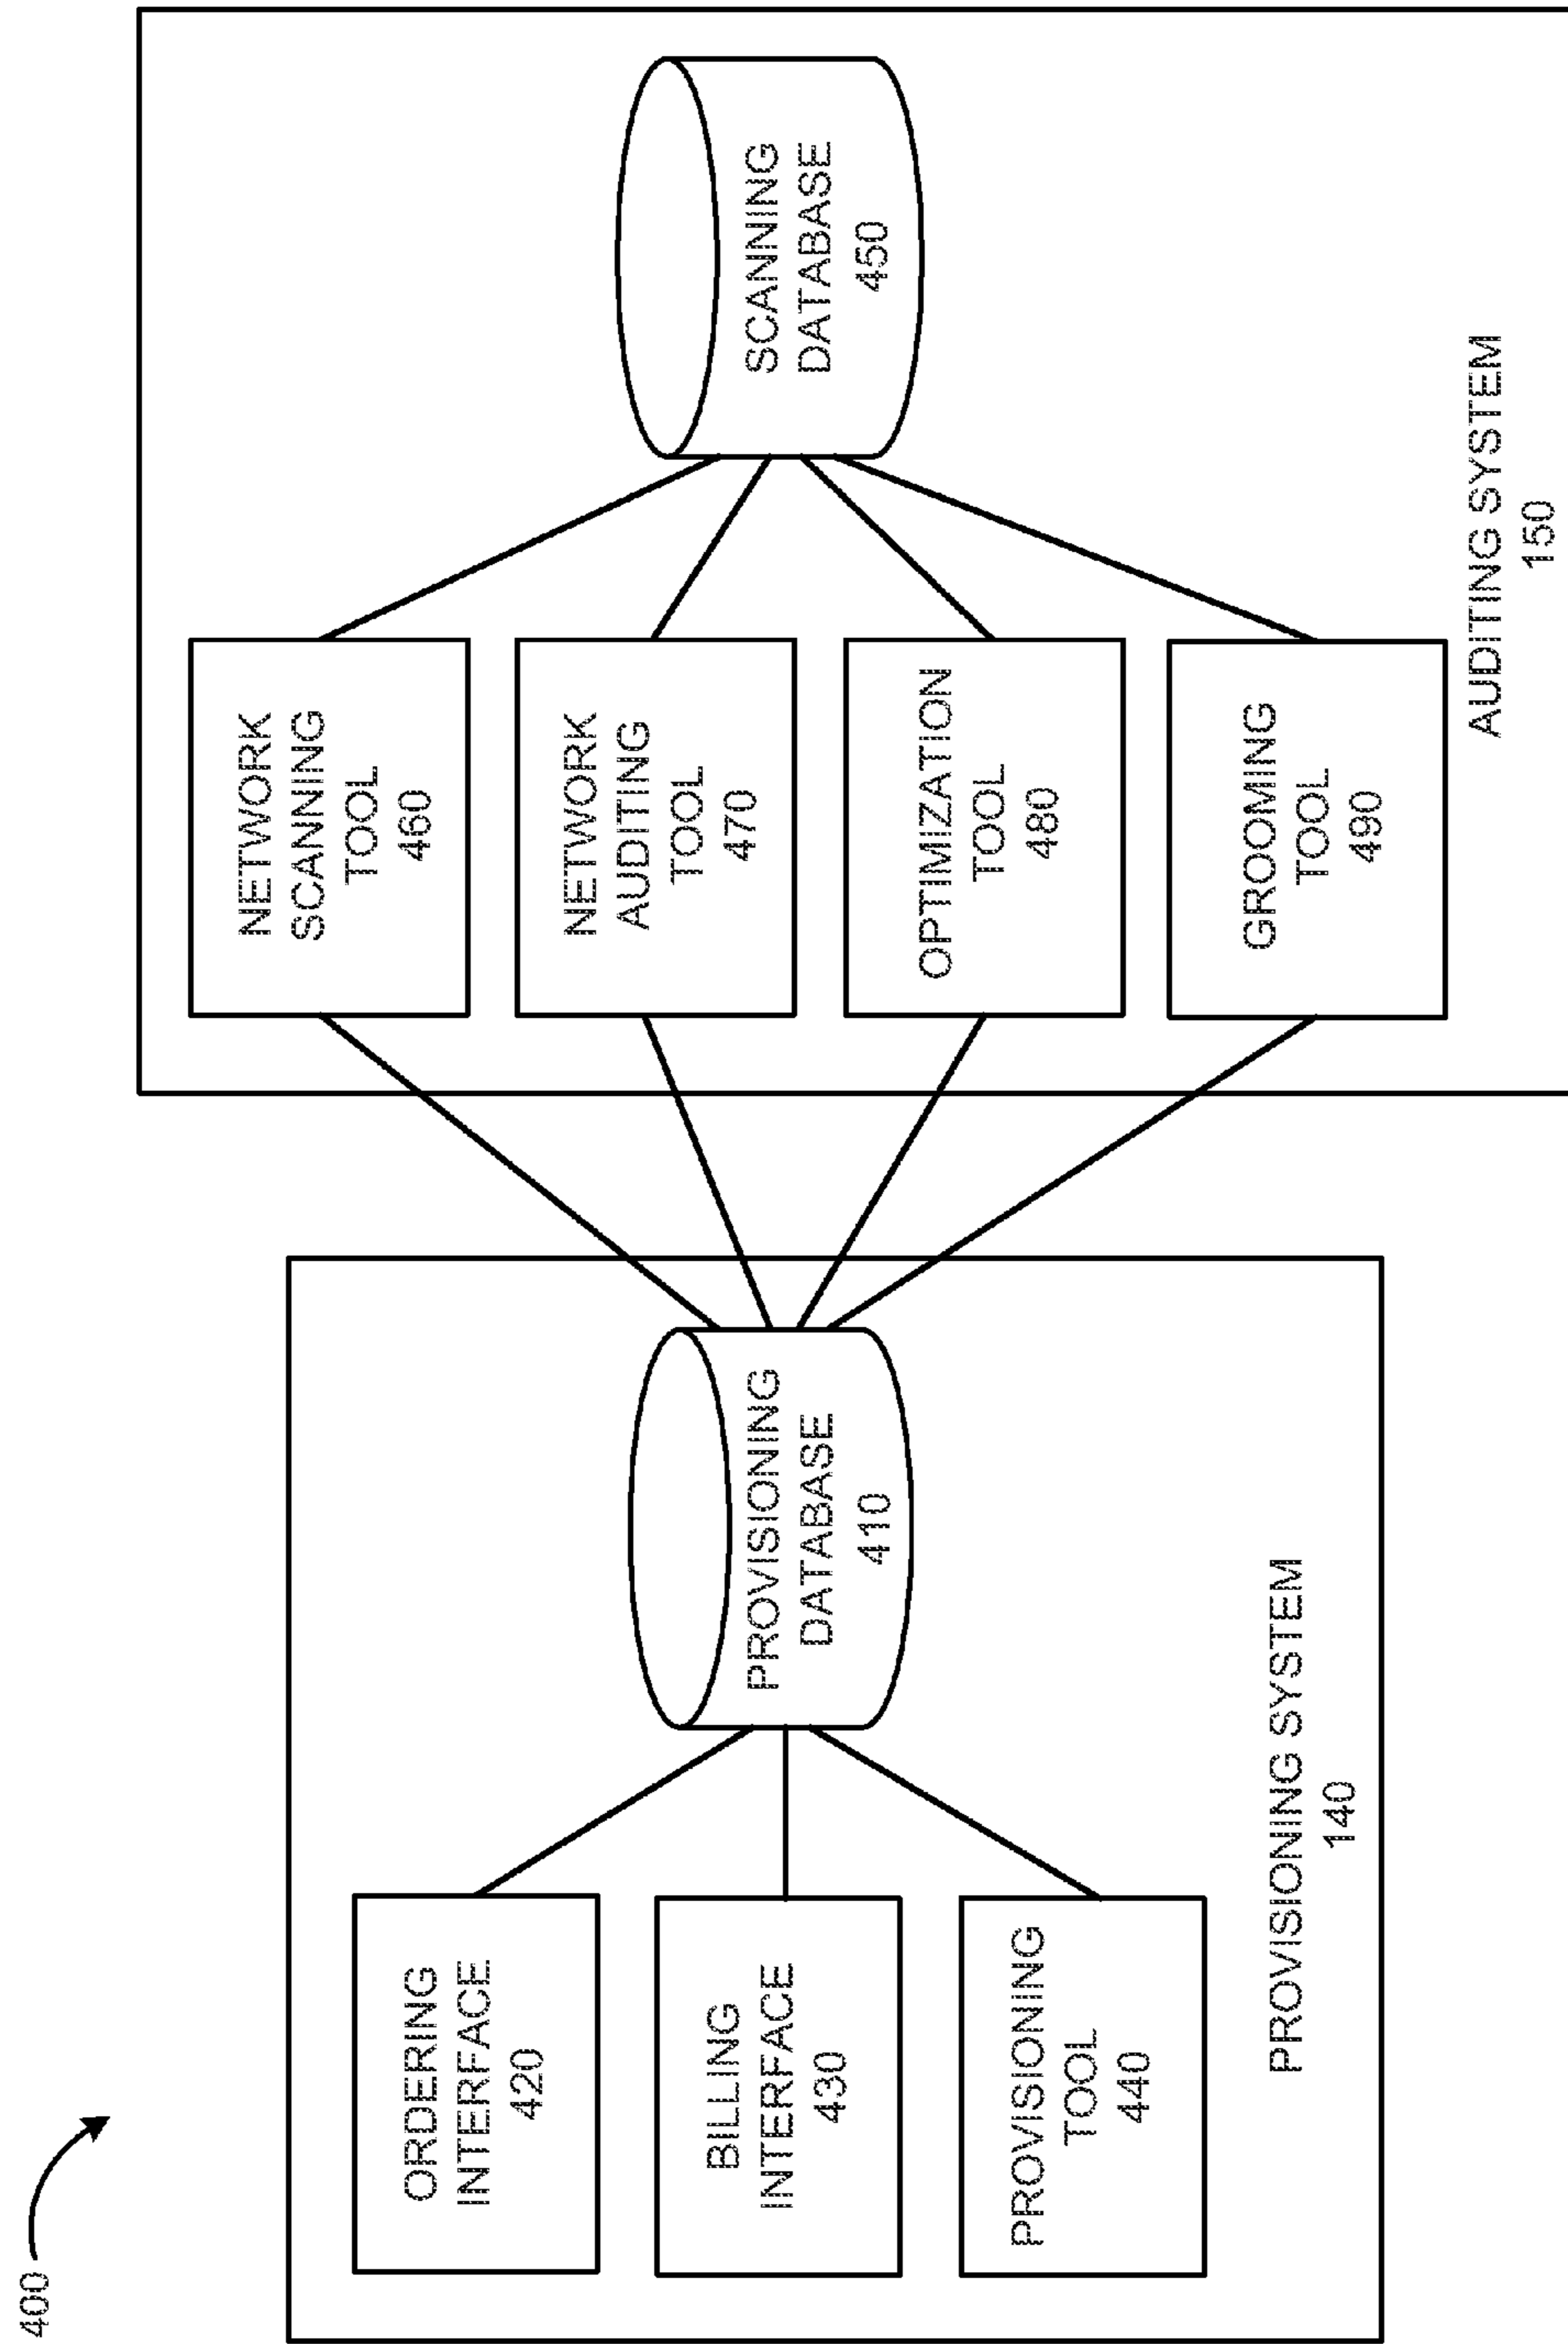 400
ORDERING
INTERFACE
420
BILLING
INTERFACE
430
PROVISIONING
TOOL
440
PROVISIONING
DATABASE
410
PROVISIONING SYSTEM
140
NETWORK
SCANNING
TOOL
460
NETWORK
AUDITING
TOOL
470
OPTIMIZATION
TOOL
480
GROOMING
TOOL
490
SCANNING
DATABASE
450
AUDITING SYSTEM
150